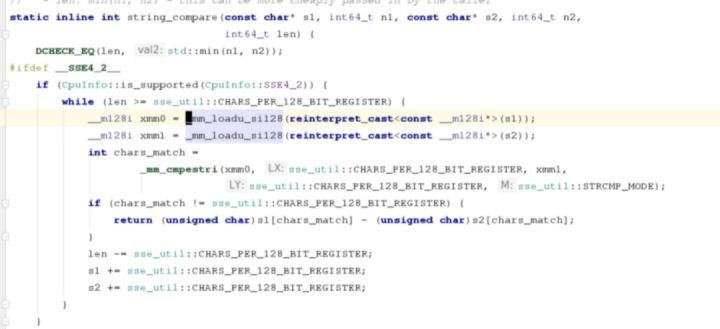 //   - len: min(n1, n2) - this can be more cheaply passed in by the caller
static inline int string_compare(const char* s1, int64_t n1, const char* s2, int64_t n2,
int64_t len) {
DCHECK_EQ(len, val2: std::min(n1, n2));
#ifdef __SSE4_2__
if (CpuInfo::is_supported(CpuInfo::SSE4_2)) {
while (len >= sse_util::CHARS_PER_128_BIT_REGISTER) {
__m128i xmm0 = _mm_loadu_si128(reinterpret_cast<const __m128i*>(s1));
__m128i xmm1 = _mm_loadu_si128(reinterpret_cast<const __m128i*>(s2));
int chars_match =
_mm_cmpestri(xmm0, LX: sse_util::CHARS_PER_128_BIT_REGISTER, xmm1,
LY: sse_util::CHARS_PER_128_BIT_REGISTER, M: sse_util::STRCMP_MODE);
if (chars_match != sse_util::CHARS_PER_128_BIT_REGISTER) {
return (unsigned char)s1[chars_match] - (unsigned char)s2[chars_match];
}
len -= sse_util::CHARS_PER_128_BIT_REGISTER;
s1 += sse_util::CHARS_PER_128_BIT_REGISTER;
s2 += sse_util::CHARS_PER_128_BIT_REGISTER;
}
}